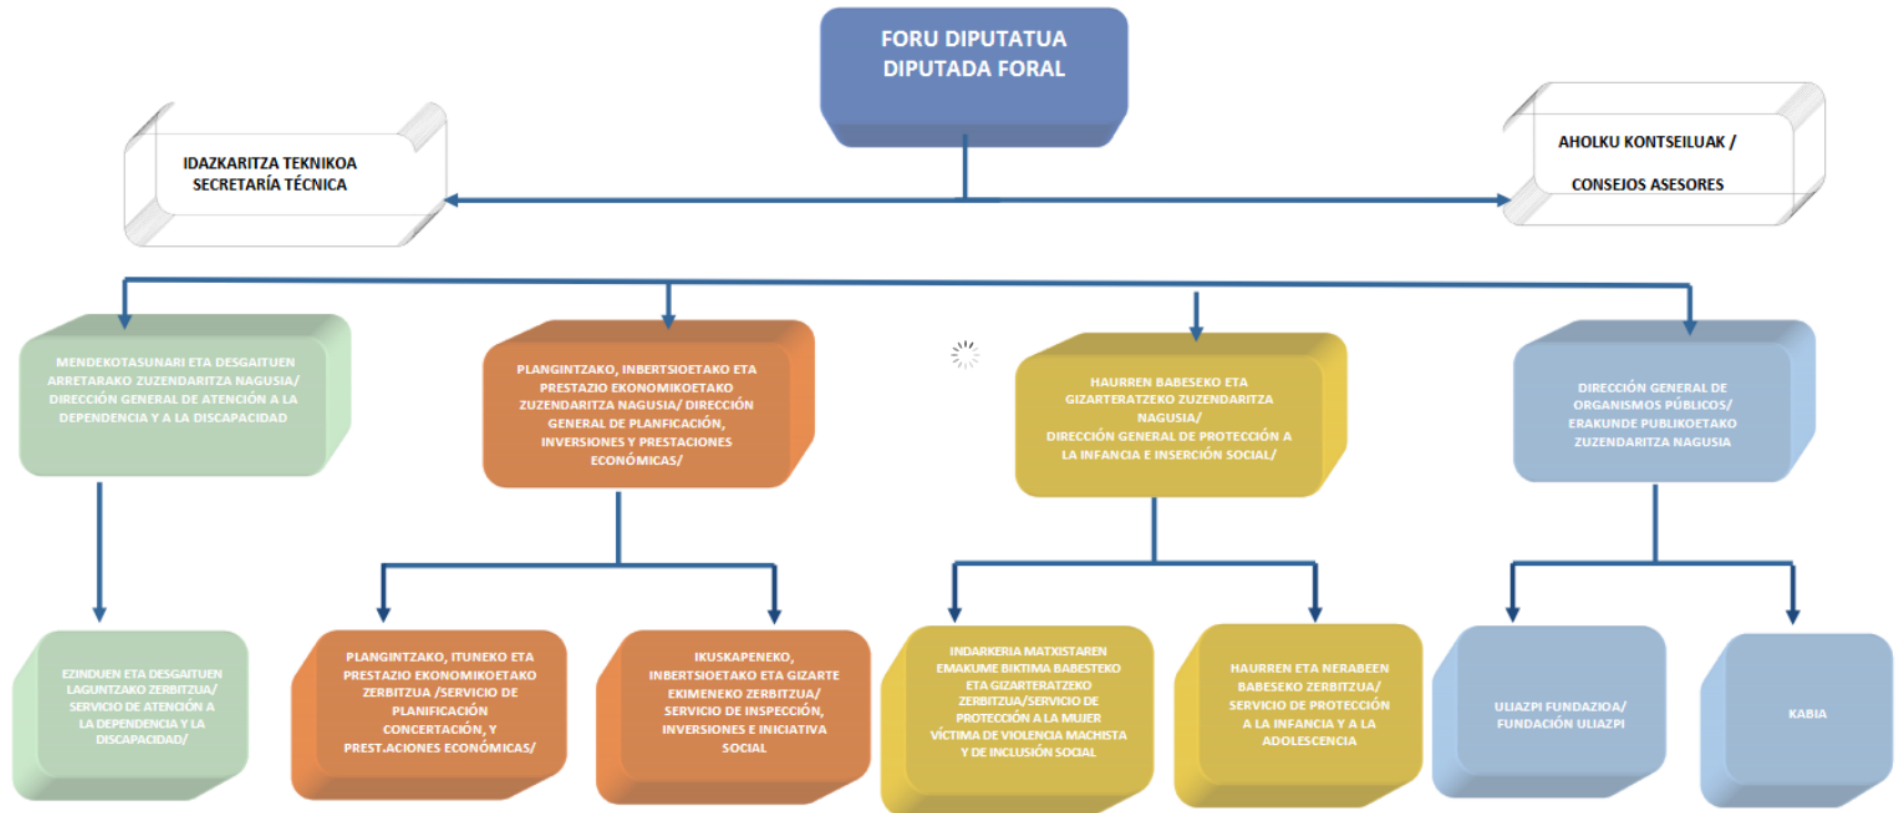 FORU DIPUTATUA
DIPUTADA FORAL
IDAZKARITZA TEKNIKOA
SECRETARÍA TÉCNICA
AHOLKU KONTSEILUAK /
CONSEJOS ASESORES
MENDEKOTASUNARI ETA DESGAITUEN
ARRETARAKO ZUZENDARITZA NAGUSIA/
DIRECCIÓN GENERAL DE ATENCIÓN A LA
DEPENDENCIA Y A LA DISCAPACIDAD
PLANGINTZAKO, INBERTSIOETAKO ETA
PRESTAZIO EKONOMIKOETAKO
ZUZENDARITZA NAGUSIA/ DIRECCIÓN
GENERAL DE PLANFICACIÓN,
INVERSIONES Y PRESTACIONES
ECONÓMICAS/
HAURREN BABESEKO ETA
GIZARTERATZEKO ZUZENDARITZA
NAGUSIA/
DIRECCIÓN GENERAL DE PROTECCIÓN A
LA INFANCIA E INSERCIÓN SOCIAL/
DIRECCIÓN GENERAL DE
ORGANISMOS PÚBLICOS/
ERAKUNDE PUBLIKOETAKO
ZUZENDARITZA NAGUSIA
EZINDUEN ETA DESGAITUEN
LAGUNTZAKO ZERBITZUA/
SERVICIO DE ATENCIÓN A
LA DEPENDENCIA Y LA
DISCAPACIDAD/
PLANGINTZAKO, ITUNEKO ETA
PRESTAZIO EKONOMIKOETAKO
ZERBITZUA /SERVICIO DE
PLANIFICACIÓN
CONCERTACIÓN, Y
PREST.ACIONES ECONÓMICAS/
IKUSKAPENEKO,
INBERTSIOETAKO ETA GIZARTE
EKIMENEKO ZERBITZUA/
SERVICIO DE INSPECCIÓN,
INVERSIONES E INICIATIVA
SOCIAL
INDARKERIA MATXISTAREN
EMAKUME BIKTIMA BABESTEKO
ETA GIZARTERATZEKO
ZERBITZUA/SERVICIO DE
PROTECCIÓN A LA MUJER
VÍCTIMA DE VIOLENCIA MACHISTA
Y DE INCLUSIÓN SOCIAL
HAURREN ETA NERABEEN
BABESEKO ZERBITZUA/
SERVICIO DE PROTECCIÓN
A LA INFANCIA Y A LA
ADOLESCENCIA
ULIAZPI FUNDAZIOA/
FUNDACIÓN ULIAZPI
KABIA